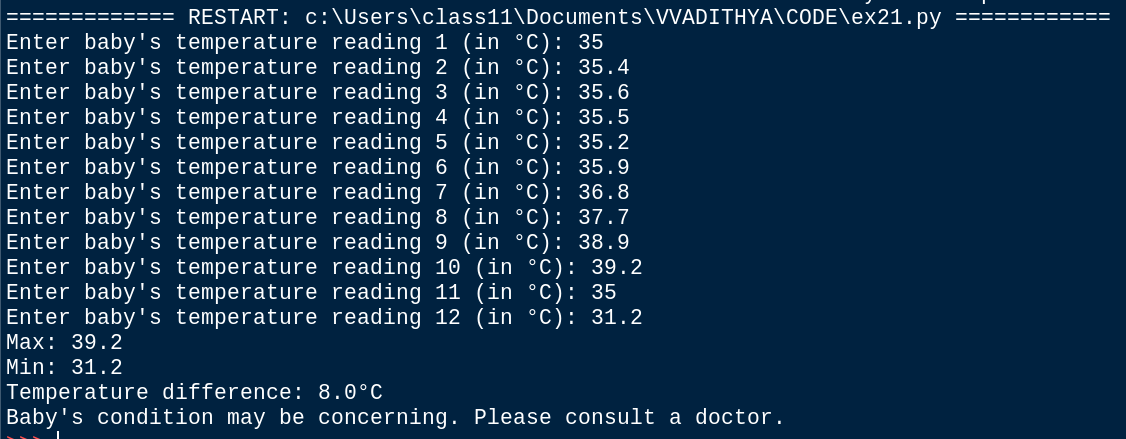 ============= RESTART: c:\Users\class11\Documents\VVADITHYA\CODE\ex21.py ============
Enter baby's temperature reading 1 (in °C): 35
Enter baby's temperature reading 2 (in °C): 35.4
Enter baby's temperature reading 3 (in °C): 35.6
Enter baby's temperature reading 4 (in °C): 35.5
Enter baby's temperature reading 5 (in °C): 35.2
Enter baby's temperature reading 6 (in °C): 35.9
Enter baby's temperature reading 7 (in °C): 36.8
Enter baby's temperature reading 8 (in °C): 37.7
Enter baby's temperature reading 9 (in °C): 38.9
Enter baby's temperature reading 10 (in °C): 39.2
Enter baby's temperature reading 11 (in °C): 35
Enter baby's temperature reading 12 (in °C): 31.2
Max: 39.2
Min: 31.2
Temperature difference: 8.0°C
Baby's condition may be concerning. Please consult a doctor.
>>>